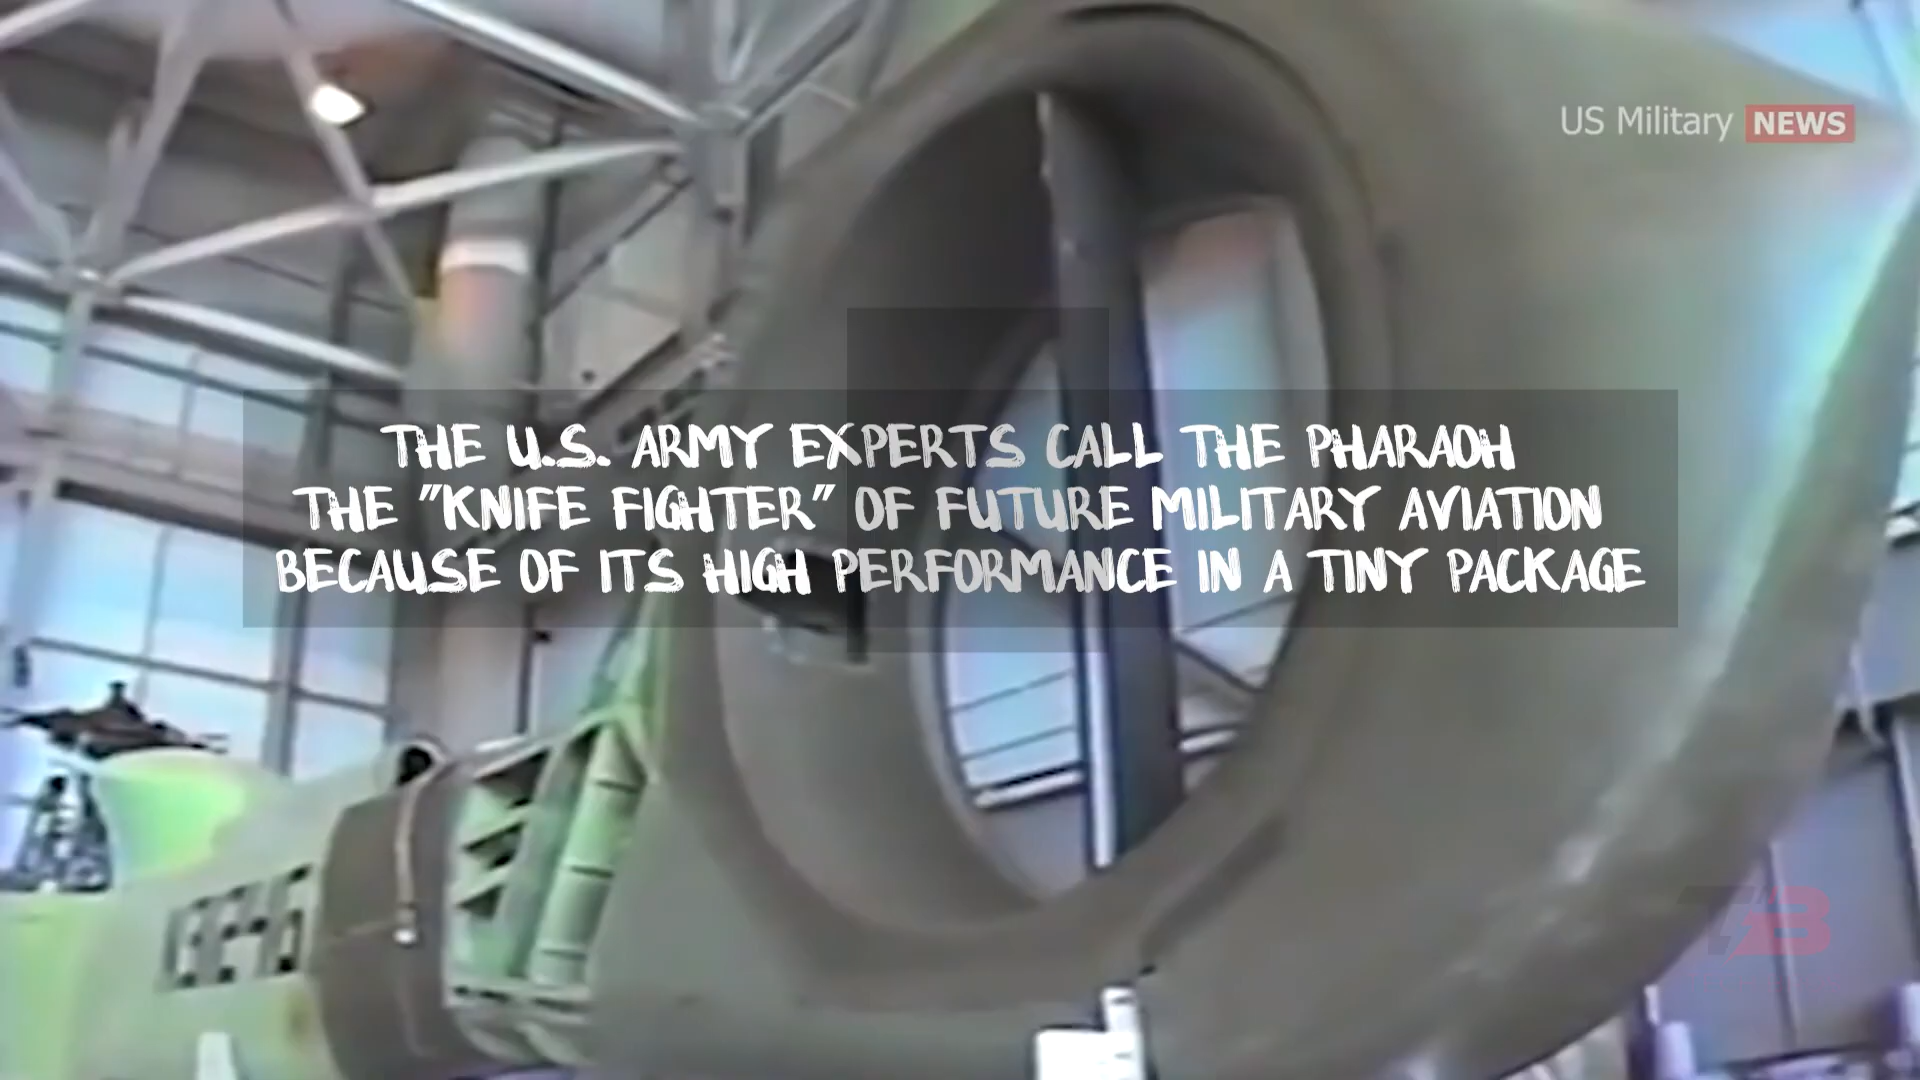 US Military NEWS
THE U.S. ARMY EXPERTS CALL THE PHARAOH
THE "KNIFE FIGHTER" OF FUTURE MILITARY AVIATION
BECAUSE OF ITS HIGH PERFORMANCE IN A TINY PACKAGE